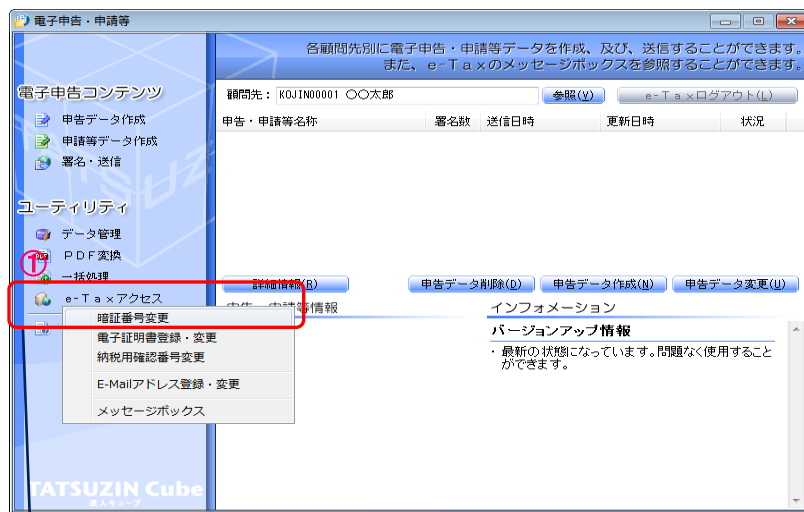 電子申告・申請等
各顧問先別に電子申告・申請等データを作成、及び、送信することができます。
また、e-Taxのメッセージボックスを参照することができます。
電子申告コンテンツ
申告データ作成
申請等データ作成
署名・送信
ユーティリティ
データ管理
PDF変換
①
一括処理
e-Taxアクセス
暗証番号変更
電子証明書登録・変更
納税用確認番号変更
E-Mailアドレス登録・変更
メッセージボックス
TATSUZIN Cube
達人キューブ
顧問先： KOJIN00001 〇〇太郎 参照(V) e-Taxログアウト(L)
申告・申請等名称 署名数 送信日時 更新日時 状況
詳細情報(R) 申告データ削除(D) 申告データ作成(N) 申告データ変更(U)
申告・申請等情報
インフォメーション
バージョンアップ情報
・最新の状態になっています。問題なく使用すること
ができます。